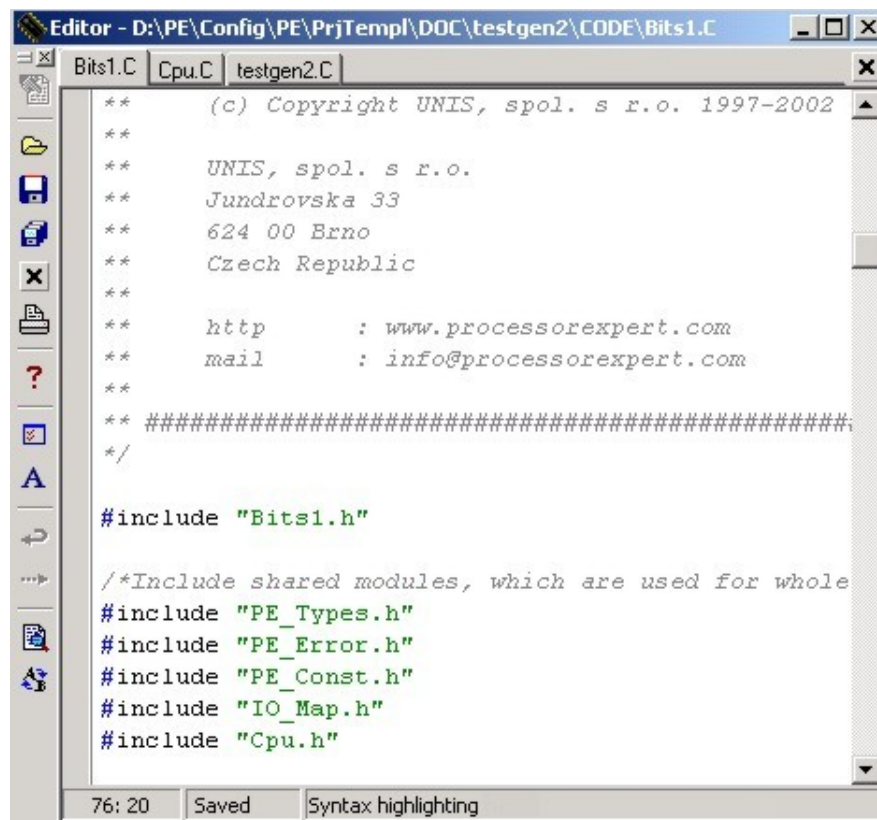 Editor - D:\PE\Config\PE\PrjTempl\DOC\testgen2\CODE\Bits1.C
Bits1.C Cpu.C testgen2.C
** (c) Copyright UNIS, spol. s r.o. 1997-2002
**
** UNIS, spol. s r.o.
** Jundrovska 33
** 624 00 Brno
** Czech Republic
**
** http : www.processorexpert.com
** mail : info@processorexpert.com
**
** ###############################################
*/
#include "Bits1.h"
/*Include shared modules, which are used for whole
#include "PE_Types.h"
#include "PE_Error.h"
#include "PE_Const.h"
#include "IO_Map.h"
#include "Cpu.h"
76: 20 Saved Syntax highlighting